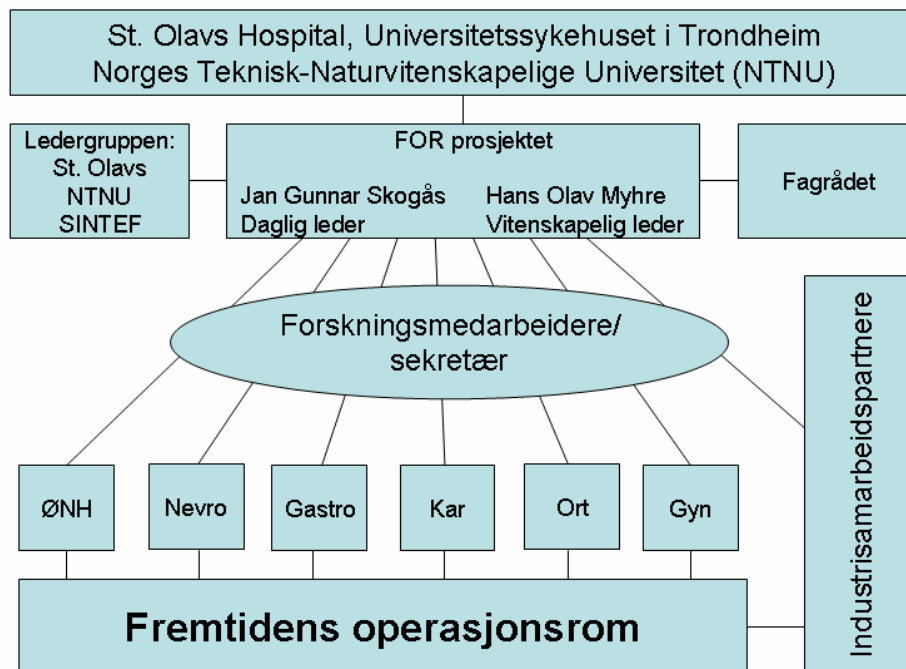 St. Olavs Hospital, Universitetssykehuset i Trondheim
Norges Teknisk-Naturvitenskapelige Universitet (NTNU)
Ledergruppen:
St. Olavs
NTNU
SINTEF
FOR prosjektet
Jan Gunnar Skogås
Daglig leder
Hans Olav Myhre
Vitenskapelig leder
Fagrådet
Forskningsmedarbeidere/
sekretær
Industrisamarbeidspartnere
ØNH
Nevro
Gastro
Kar
Ort
Gyn
Fremtidens operasjonsrom